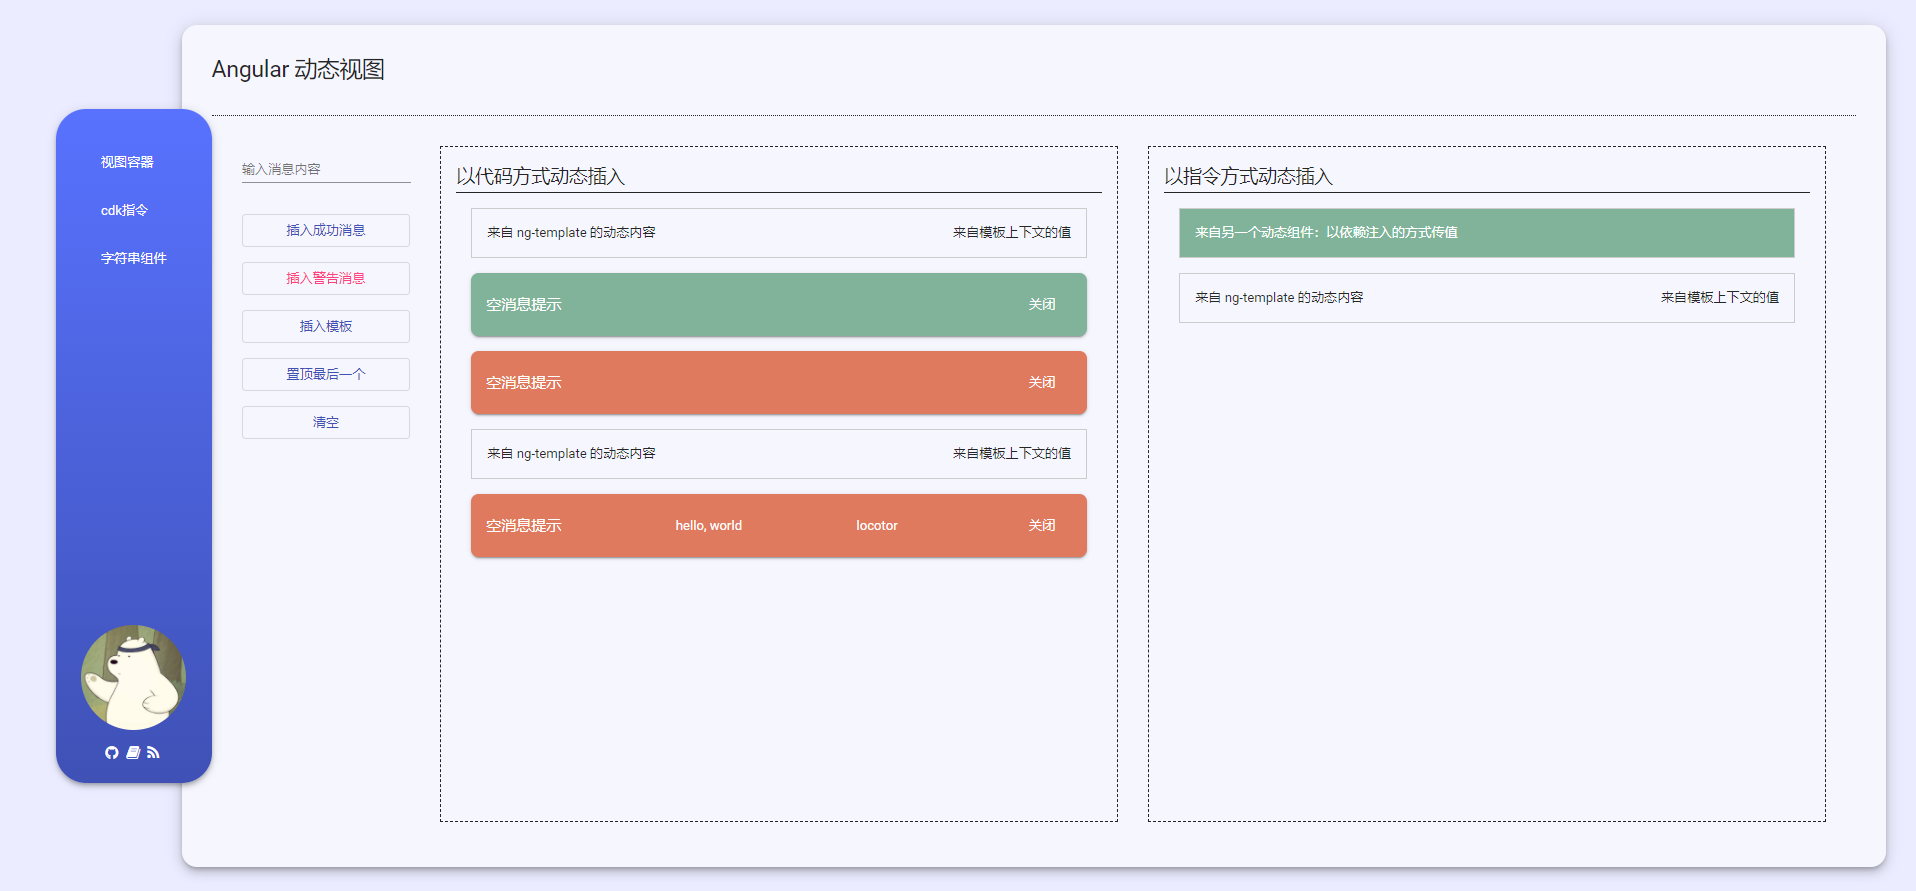 Angular 动态视图
视图容器
cdk指令
字符串组件
输入消息内容
插入成功消息
插入警告消息
插入模板
置顶最后一个
清空
以代码方式动态插入
来自 ng-template 的动态内容 来自模板上下文的值
空消息提示 关闭
空消息提示 关闭
来自 ng-template 的动态内容 来自模板上下文的值
空消息提示 hello, world locotor 关闭
以指令方式动态插入
来自另一个动态组件：以依赖注入的方式传值
来自 ng-template 的动态内容 来自模板上下文的值